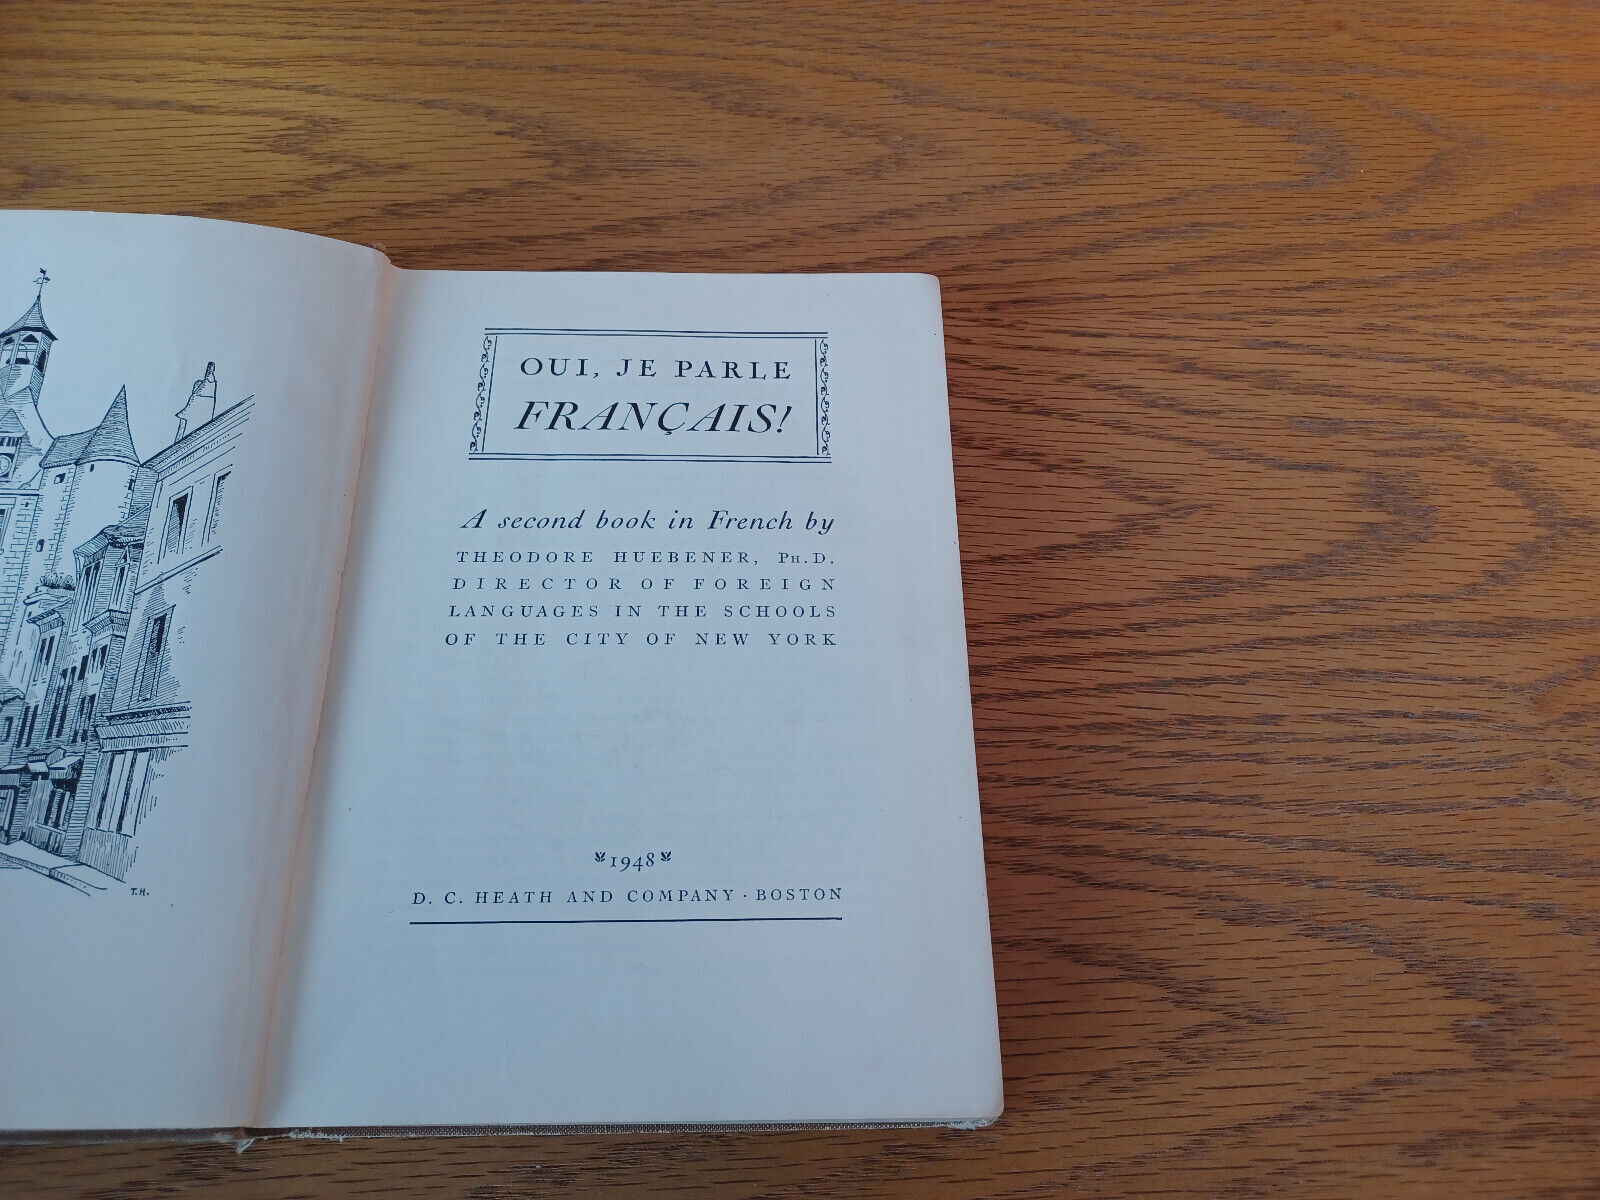 T.H.
OUI, JE PARLE
FRANÇAIS!
A second book in French by
THEODORE HUEBENER, PH.D.
DIRECTOR OF FOREIGN
LANGUAGES IN THE SCHOOLS
OF THE CITY OF NEW YORK
1948
D. C. HEATH AND COMPANY · BOSTON